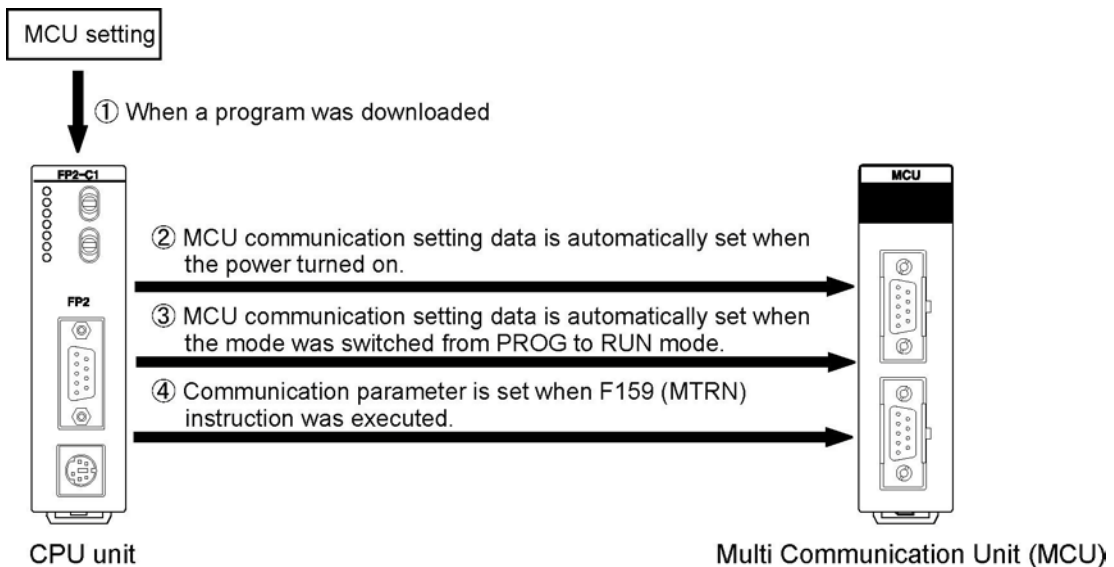 MCU setting
① When a program was downloaded
FP2-C1
MCU
② MCU communication setting data is automatically set when
the power turned on.
FP2
③ MCU communication setting data is automatically set when
the mode was switched from PROG to RUN mode.
④ Communication parameter is set when F159 (MTRN)
instruction was executed.
CPU unit
Multi Communication Unit (MCU)